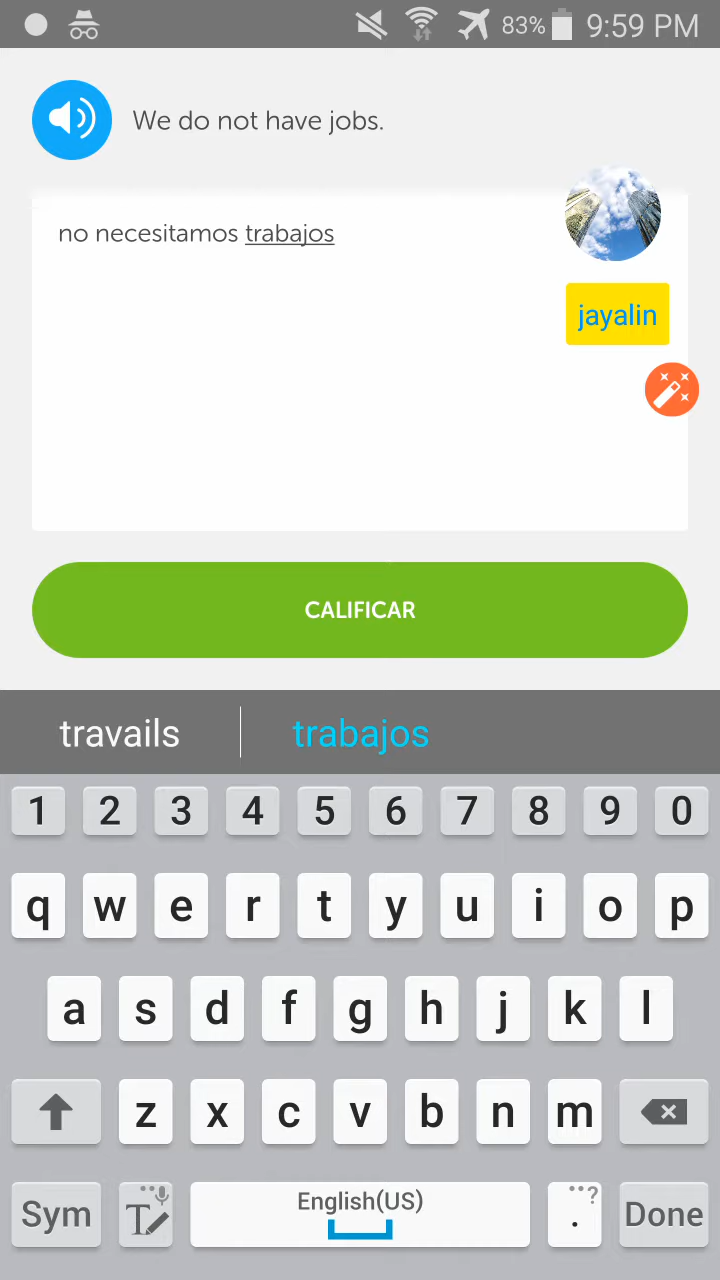 83% 9:59 PM
We do not have jobs.
no necesitamos trabajos
jayalin
CALIFICAR
travails trabajos
1 2 3 4 5 6 7 8 9 0
q w e r t y u i o p
a s d f g h j k l
z x c v b n m
English(US)
Sym T . ? Done